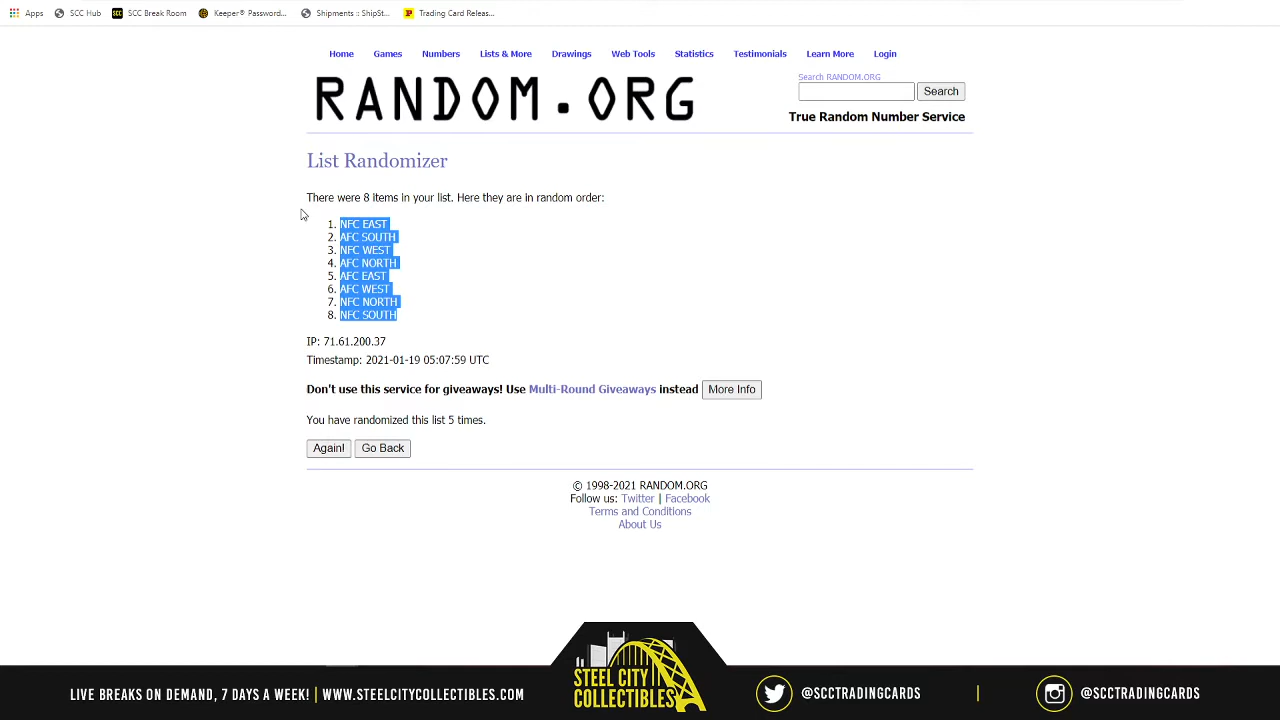 Apps SCC Hub SCC Break Room Keeper® Password... Shipments :: ShipSt... Trading Card Releas...
Home Games Numbers Lists & More Drawings Web Tools Statistics Testimonials Learn More Login
RANDOM.ORG
Search RANDOM.ORG
Search
True Random Number Service
List Randomizer
There were 8 items in your list. Here they are in random order:
1. NFC EAST
2. AFC SOUTH
3. NFC WEST
4. AFC NORTH
5. AFC EAST
6. AFC WEST
7. NFC NORTH
8. NFC SOUTH
IP: 71.61.200.37
Timestamp: 2021-01-19 05:07:59 UTC
Don't use this service for giveaways! Use Multi-Round Giveaways instead More Info
You have randomized this list 5 times.
Again! Go Back
© 1998-2021 RANDOM.ORG
Follow us: Twitter | Facebook
Terms and Conditions
About Us
LIVE BREAKS ON DEMAND, 7 DAYS A WEEK! | WWW.STEELCITYCOLLECTIBLES.COM
STEEL CITY
COLLECTIBLES
@SCCTRADINGCARDS | @SCCTRADINGCARDS